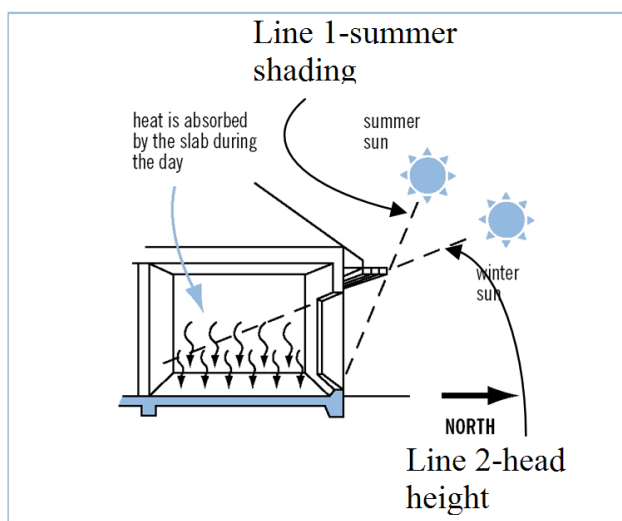 Line 1-summer
shading
heat is absorbed
by the slab during
the day
summer
sun
winter
sun
NORTH
Line 2-head
height